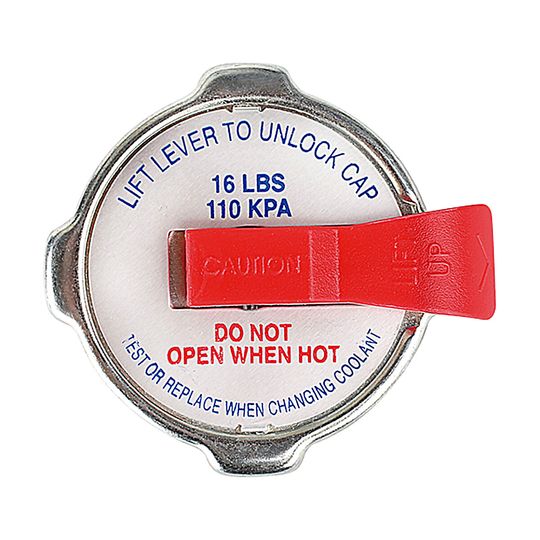 LIFT LEVER TO UNLOCK CAP
16 LBS
110 KPA
CAUTION
LIFT
UP
DO NOT
OPEN WHEN HOT
TEST OR REPLACE WHEN CHANGING COOLANT